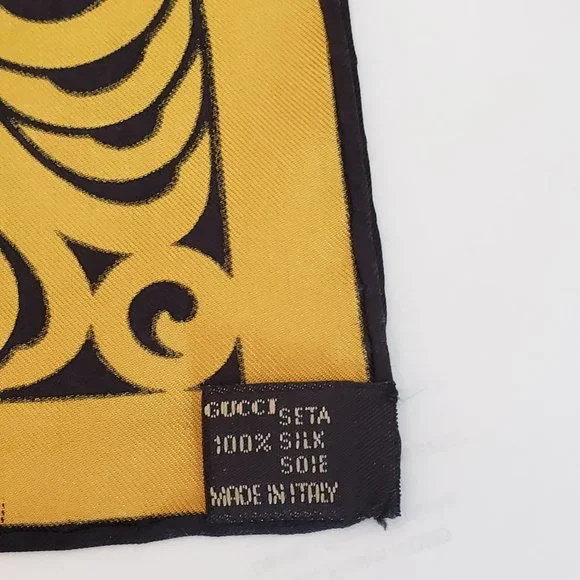 GUCCI SETA
100% SILK
SOIE
MADE IN ITALY